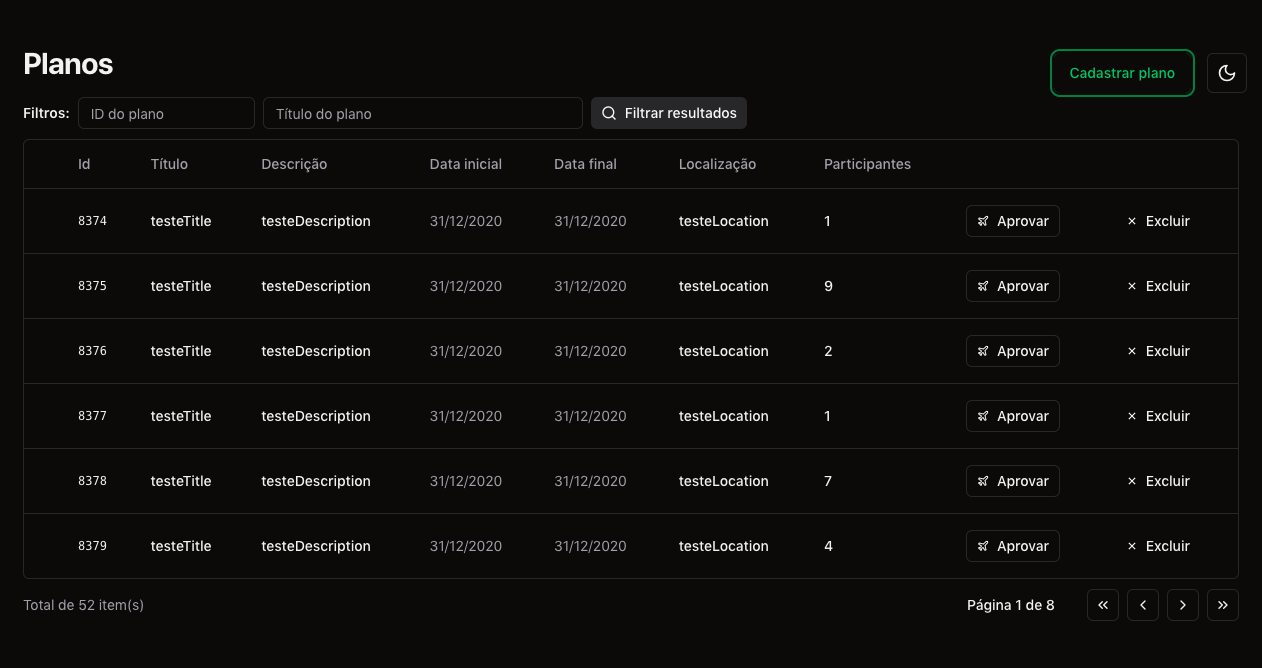 Planos
Cadastrar plano
Filtros: ID do plano Título do plano Filtrar resultados
Id Título Descrição Data inicial Data final Localização Participantes
8374 testeTitle testeDescription 31/12/2020 31/12/2020 testeLocation 1 Aprovar Excluir
8375 testeTitle testeDescription 31/12/2020 31/12/2020 testeLocation 9 Aprovar Excluir
8376 testeTitle testeDescription 31/12/2020 31/12/2020 testeLocation 2 Aprovar Excluir
8377 testeTitle testeDescription 31/12/2020 31/12/2020 testeLocation 1 Aprovar Excluir
8378 testeTitle testeDescription 31/12/2020 31/12/2020 testeLocation 7 Aprovar Excluir
8379 testeTitle testeDescription 31/12/2020 31/12/2020 testeLocation 4 Aprovar Excluir
Total de 52 item(s) Página 1 de 8